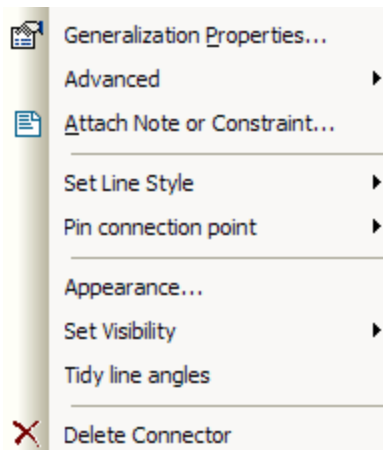 Generalization Properties...
Advanced
Attach Note or Constraint...
Set Line Style
Pin connection point
Appearance...
Set Visibility
Tidy line angles
Delete Connector